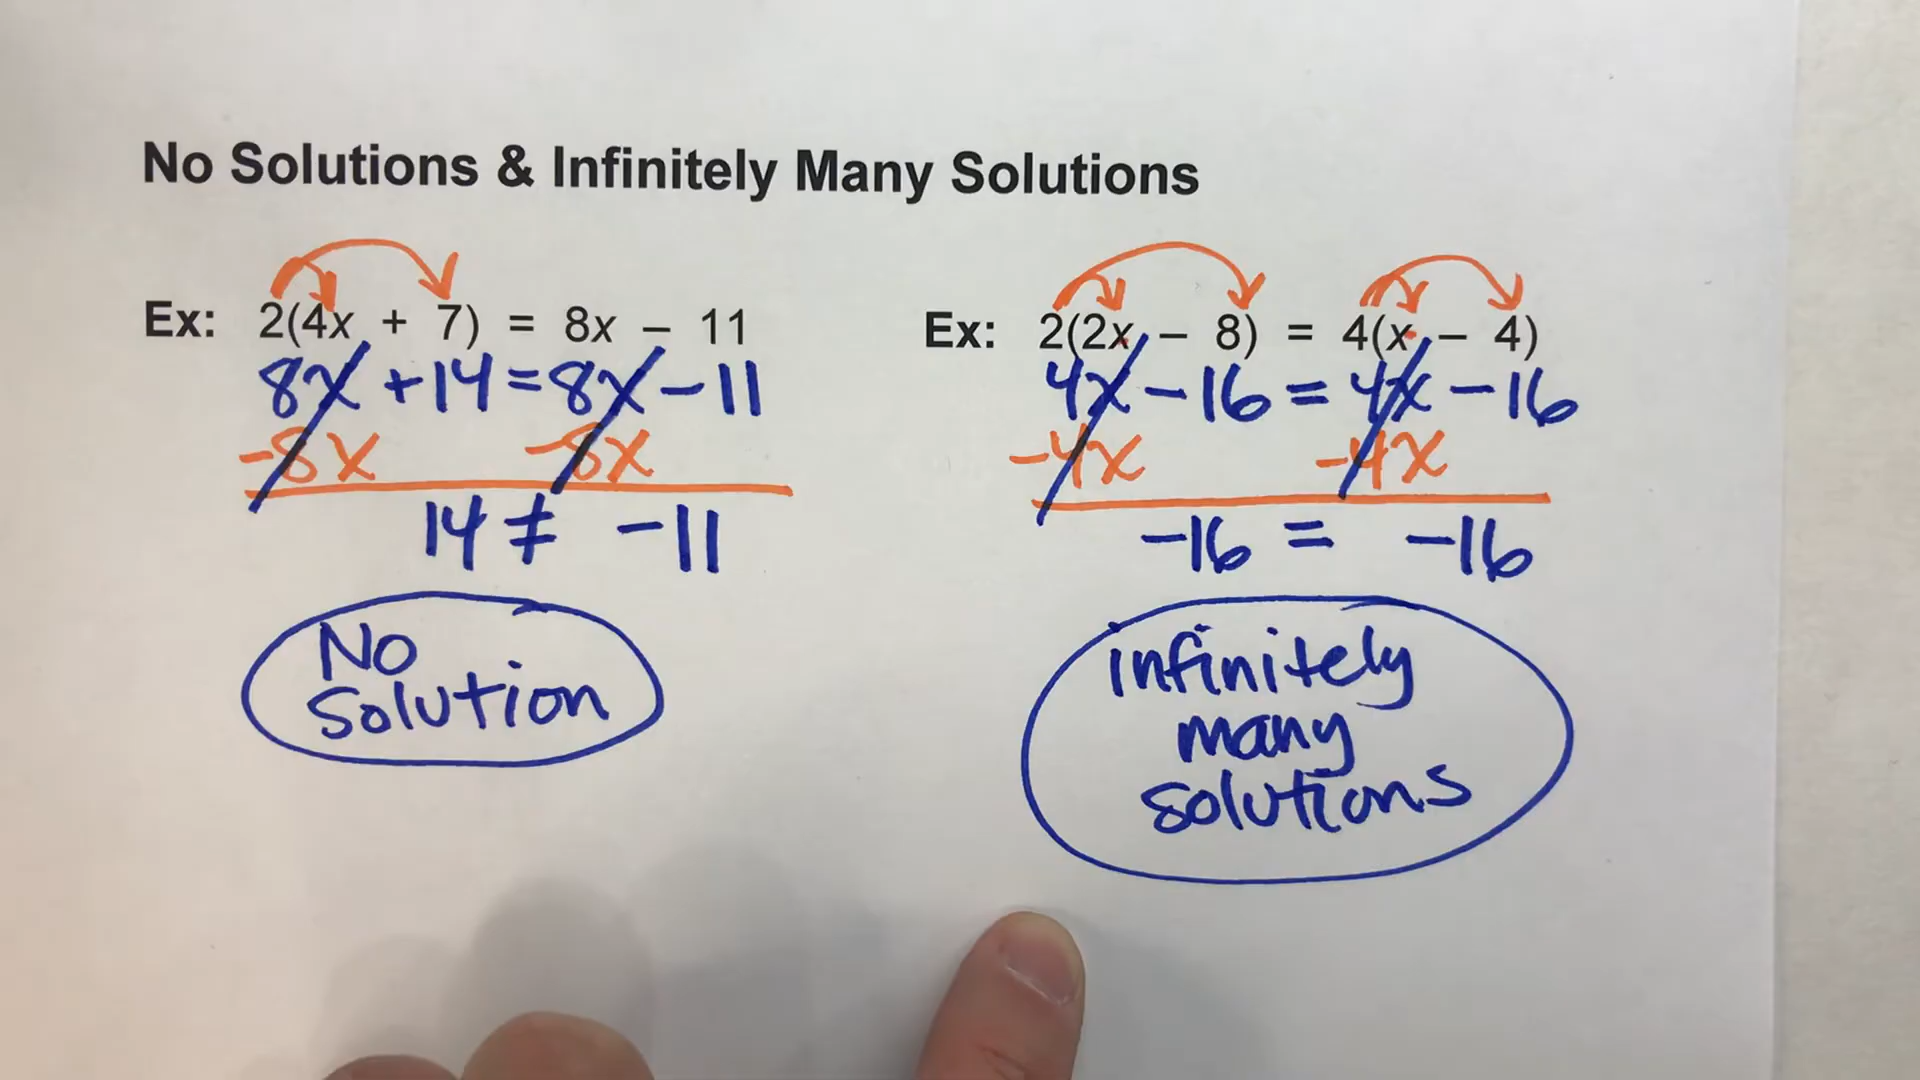 No Solutions & Infinitely Many Solutions
Ex: 2(4x + 7) = 8x – 11
8x + 14 = 8x - 11
-8x -8x
14 ≠ -11
No
Solution
Ex: 2(2x – 8) = 4(x – 4)
4x - 16 = 4x - 16
-4x -4x
-16 = -16
infinitely
many
solutions